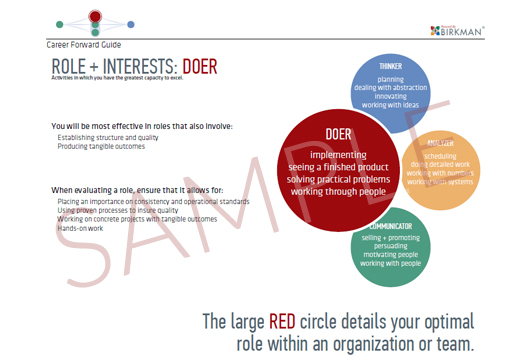 Powered By
BIRKMAN
Career Forward Guide
ROLE + INTERESTS: DOER
Activities in which you have the greatest capacity to excel.
You will be most effective in roles that also involve:
Establishing structure and quality
Producing tangible outcomes
When evaluating a role, ensure that it allows for:
Placing an importance on consistency and operational standards
Using proven processes to insure quality
Working on concrete projects with tangible outcomes
Hands-on work
THINKER
planning
dealing with abstraction
innovating
working with ideas
DOER
implementing
seeing a finished product
solving practical problems
working through people
ANALYZER
scheduling
doing detailed work
working with numbers
working with systems
COMMUNICATOR
selling + promoting
persuading
motivating people
working with people
SAMPLE
The large RED circle details your optimal
role within an organization or team.